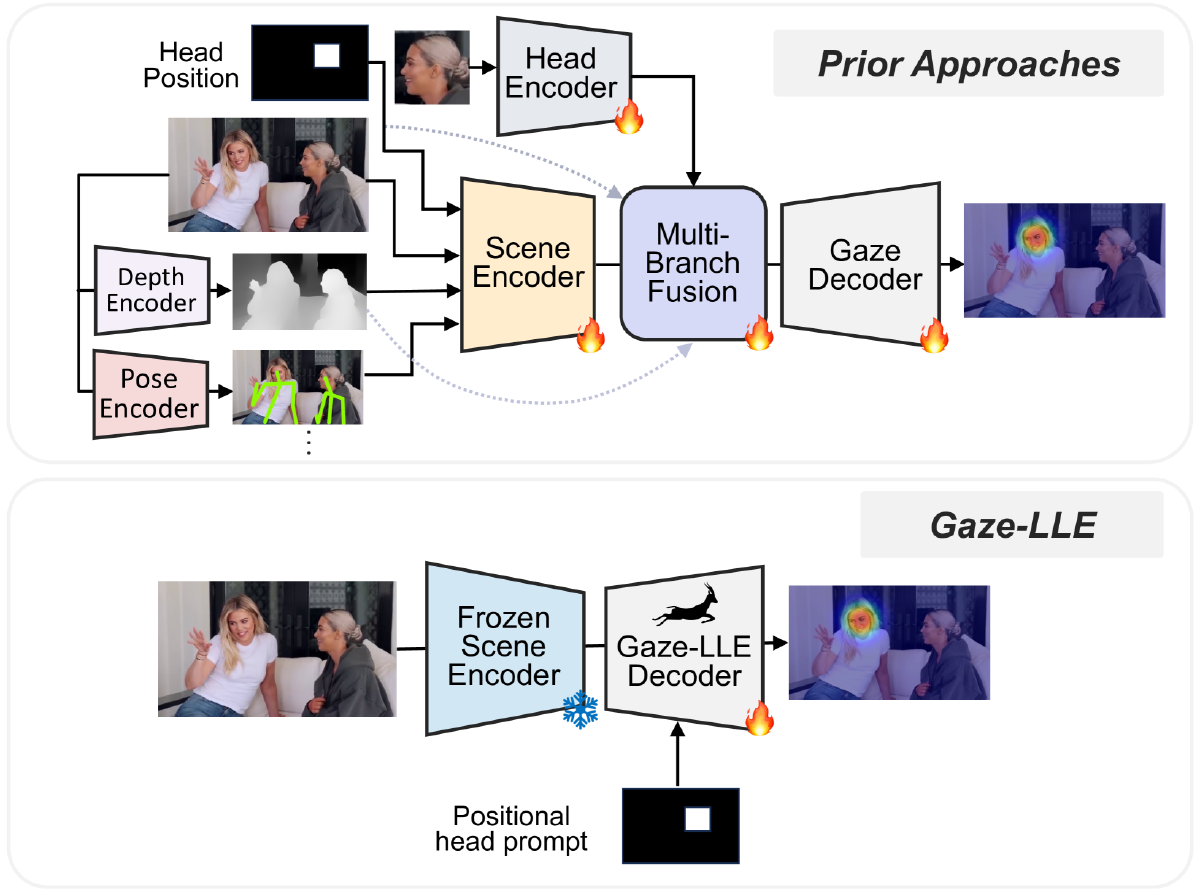 Head
Position
Head
Encoder
Prior Approaches
Scene
Encoder
Multi-
Branch
Fusion
Gaze
Decoder
Depth
Encoder
Pose
Encoder
Gaze-LLE
Frozen
Scene
Encoder
Gaze-LLE
Decoder
Positional
head prompt